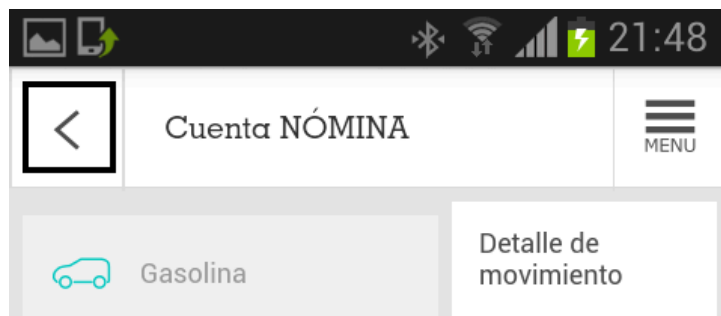 21:48
Cuenta NÓMINA
MENU
Gasolina
Detalle de
movimiento